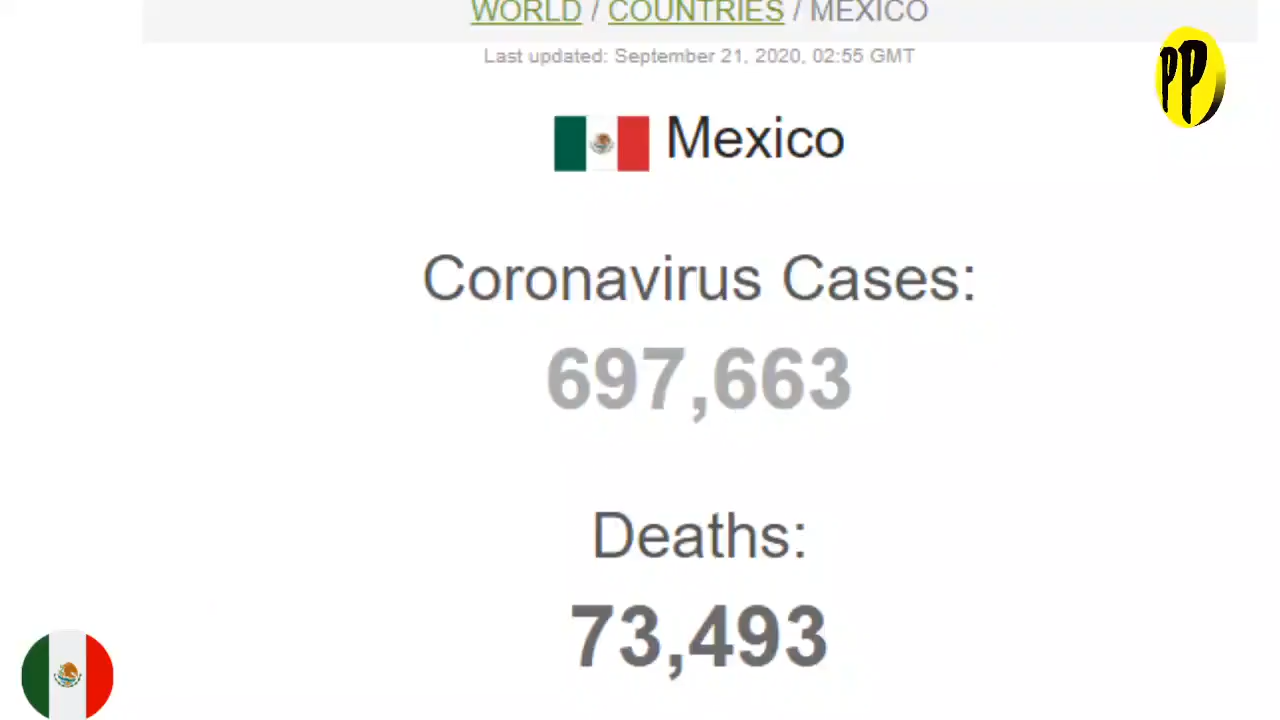 WORLD / COUNTRIES / MEXICO
Last updated: September 21, 2020, 02:55 GMT
PP
Mexico
Coronavirus Cases:
697,663
Deaths:
73,493